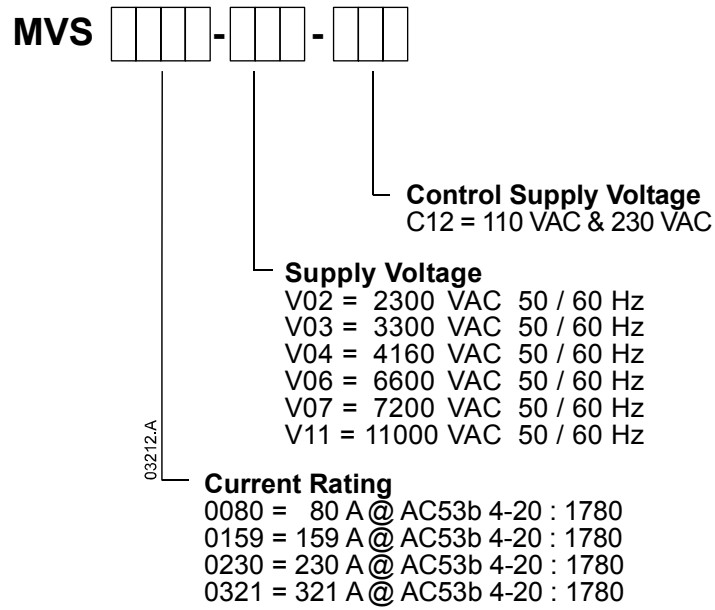 MVS - -
Control Supply Voltage
C12 = 110 VAC & 230 VAC
Supply Voltage
V02 = 2300 VAC 50 / 60 Hz
V03 = 3300 VAC 50 / 60 Hz
V04 = 4160 VAC 50 / 60 Hz
V06 = 6600 VAC 50 / 60 Hz
V07 = 7200 VAC 50 / 60 Hz
V11 = 11000 VAC 50 / 60 Hz
03212.A
Current Rating
0080 = 80 A @ AC53b 4-20 : 1780
0159 = 159 A @ AC53b 4-20 : 1780
0230 = 230 A @ AC53b 4-20 : 1780
0321 = 321 A @ AC53b 4-20 : 1780